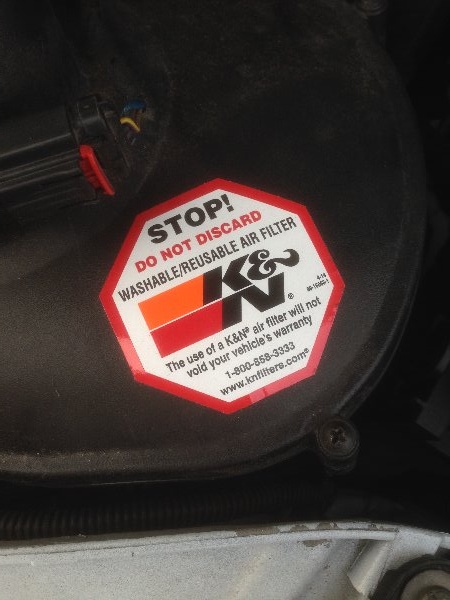 STOP!
DO NOT DISCARD
WASHABLE/REUSABLE AIR FILTER
K&N®
The use of a K&N® air filter will not
void your vehicle's warranty
1-800-858-3333
www.knfilters.com®